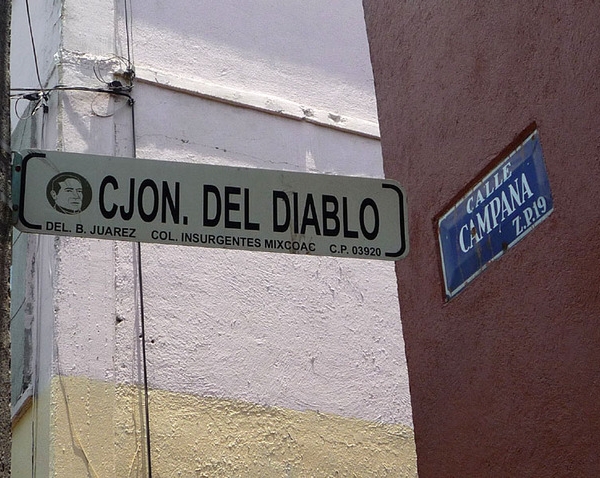 CJON. DEL DIABLO
DEL. B. JUAREZ COL. INSURGENTES MIXCOAC C.P. 03920
CALLE
CAMPANA
Z.P.19